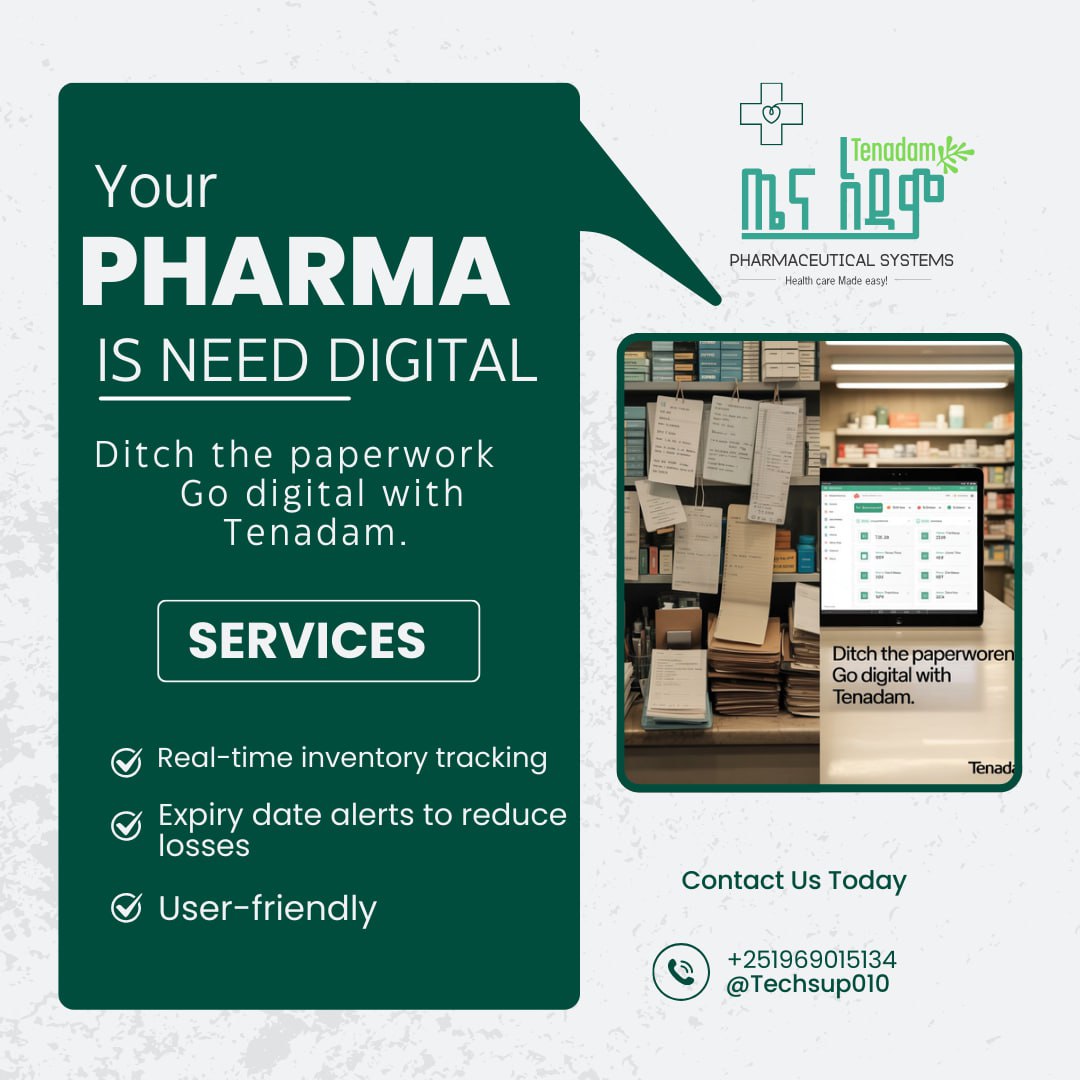 Your
PHARMA
IS NEED DIGITAL
Ditch the paperwork
Go digital with
Tenadam.
SERVICES
Real-time inventory tracking
Expiry date alerts to reduce
losses
User-friendly
Tenadam
ጤና አዳም
PHARMACEUTICAL SYSTEMS
Health care Made easy!
Ditch the paperworen
Go digital with
Tenadam.
Tenada
Contact Us Today
+251969015134
@Techsup010